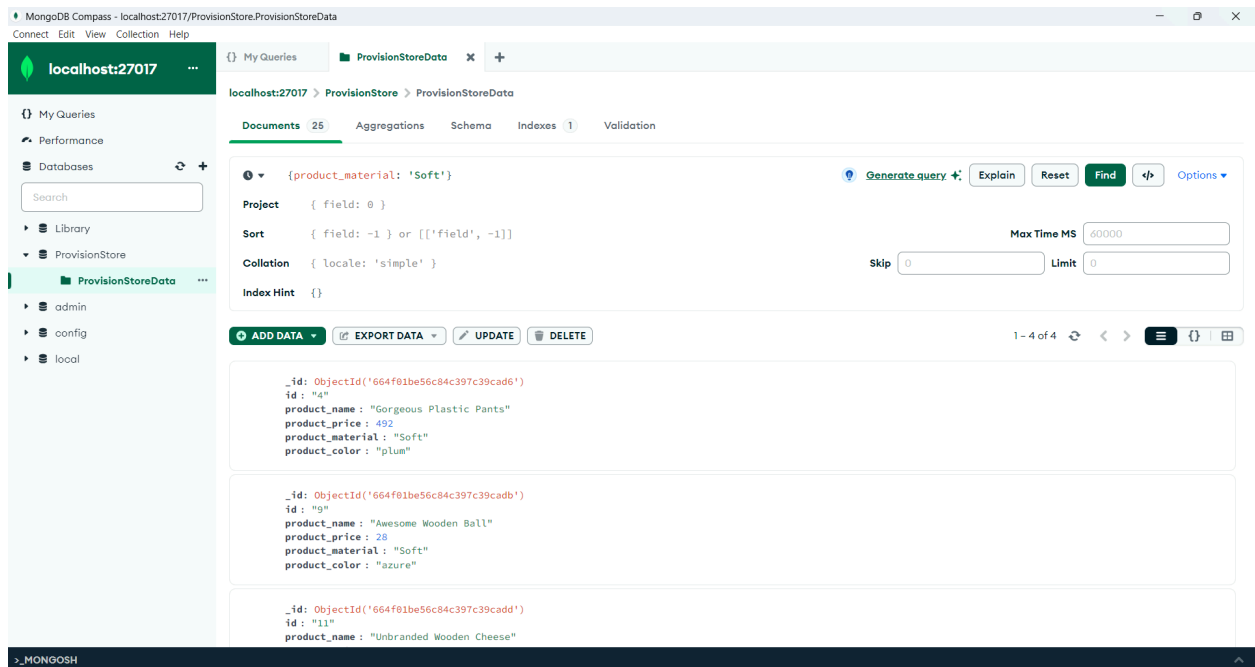 MongoDB Compass - localhost:27017/ProvisionStore.ProvisionStoreData
Connect Edit View Collection Help
localhost:27017 ...
{} My Queries
ProvisionStoreData
localhost:27017 > ProvisionStore > ProvisionStoreData
{} My Queries
Performance
Databases
Search
Library
ProvisionStore
ProvisionStoreData ...
admin
config
local
Documents 25 Aggregations Schema Indexes 1 Validation
{product_material: 'Soft'}
Generate query Explain Reset Find </> Options
Project { field: 0 }
Sort { field: -1 } or [['field', -1]]
Max Time MS 60000
Collation { locale: 'simple' }
Skip 0 Limit 0
Index Hint {}
ADD DATA EXPORT DATA UPDATE DELETE
1 – 4 of 4 {}
_id: ObjectId('664f01be56c84c397c39cad6')
id : "4"
product_name : "Gorgeous Plastic Pants"
product_price : 492
product_material : "Soft"
product_color : "plum"
_id: ObjectId('664f01be56c84c397c39cadb')
id : "9"
product_name : "Awesome Wooden Ball"
product_price : 28
product_material : "Soft"
product_color : "azure"
_id: ObjectId('664f01be56c84c397c39cadd')
id : "11"
product_name : "Unbranded Wooden Cheese"
>_MONGOSH